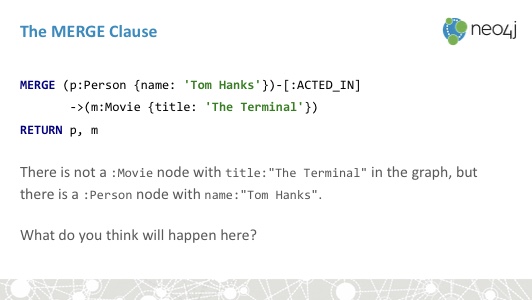 The MERGE Clause
neo4j
MERGE (p:Person {name: 'Tom Hanks'})-[:ACTED_IN]
->(m:Movie {title: 'The Terminal'})
RETURN p, m
There is not a :Movie node with title:"The Terminal" in the graph, but
there is a :Person node with name:"Tom Hanks".
What do you think will happen here?